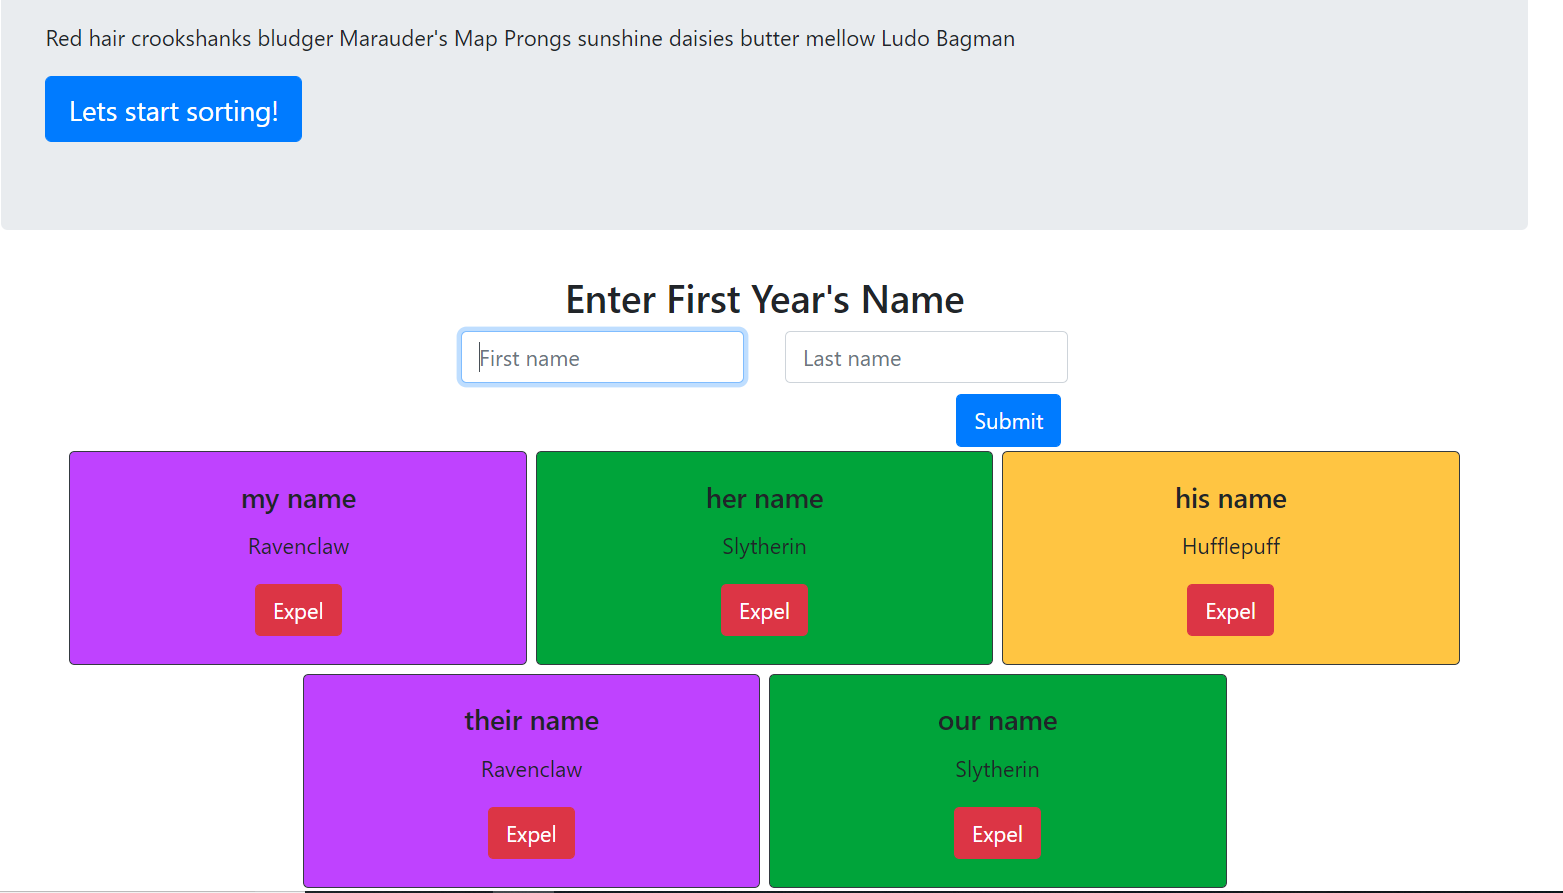 Red hair crookshanks bludger Marauder's Map Prongs sunshine daisies butter mellow Ludo Bagman
Lets start sorting!
Enter First Year's Name
First name Last name
Submit
my name her name his name
Ravenclaw Slytherin Hufflepuff
Expel Expel Expel
their name our name
Ravenclaw Slytherin
Expel Expel